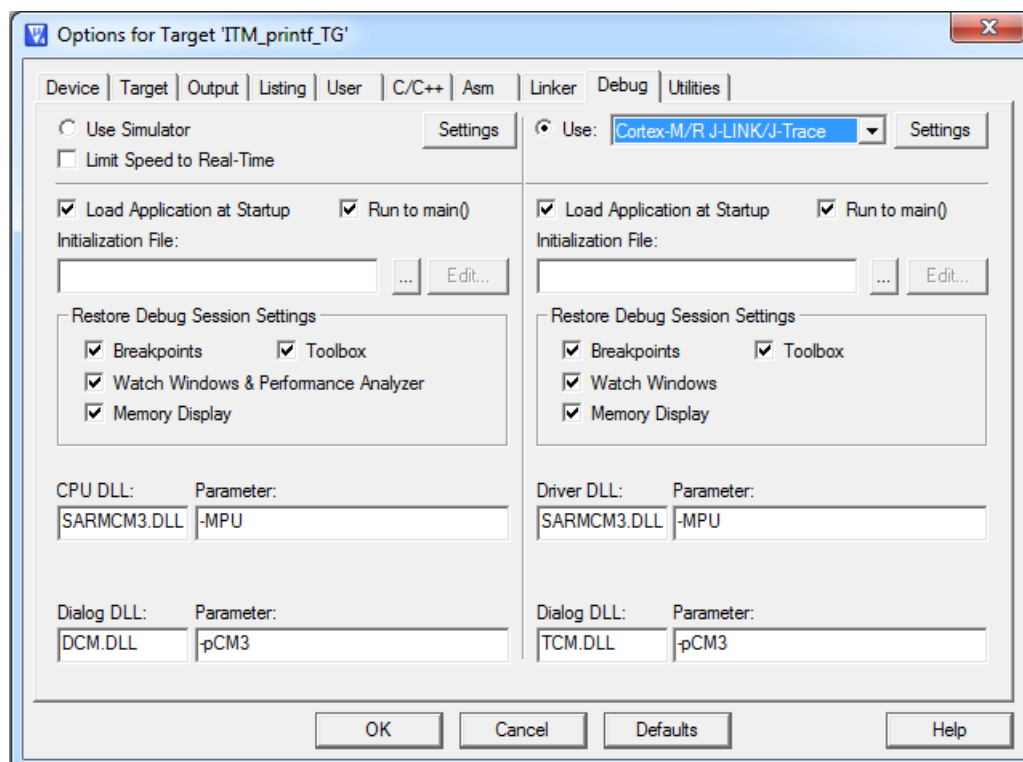 Options for Target 'ITM_printf_TG'
Device Target Output Listing User C/C++ Asm Linker Debug Utilities
Use Simulator Settings
Limit Speed to Real-Time
Use: Cortex-M/R J-LINK/J-Trace Settings
Load Application at Startup Run to main()
Initialization File:
... Edit...
Restore Debug Session Settings
Breakpoints Toolbox
Watch Windows & Performance Analyzer
Memory Display
Load Application at Startup Run to main()
Initialization File:
... Edit...
Restore Debug Session Settings
Breakpoints Toolbox
Watch Windows
Memory Display
CPU DLL: Parameter:
SARMCM3.DLL -MPU
Driver DLL: Parameter:
SARMCM3.DLL -MPU
Dialog DLL: Parameter:
DCM.DLL -pCM3
Dialog DLL: Parameter:
TCM.DLL -pCM3
OK Cancel Defaults Help